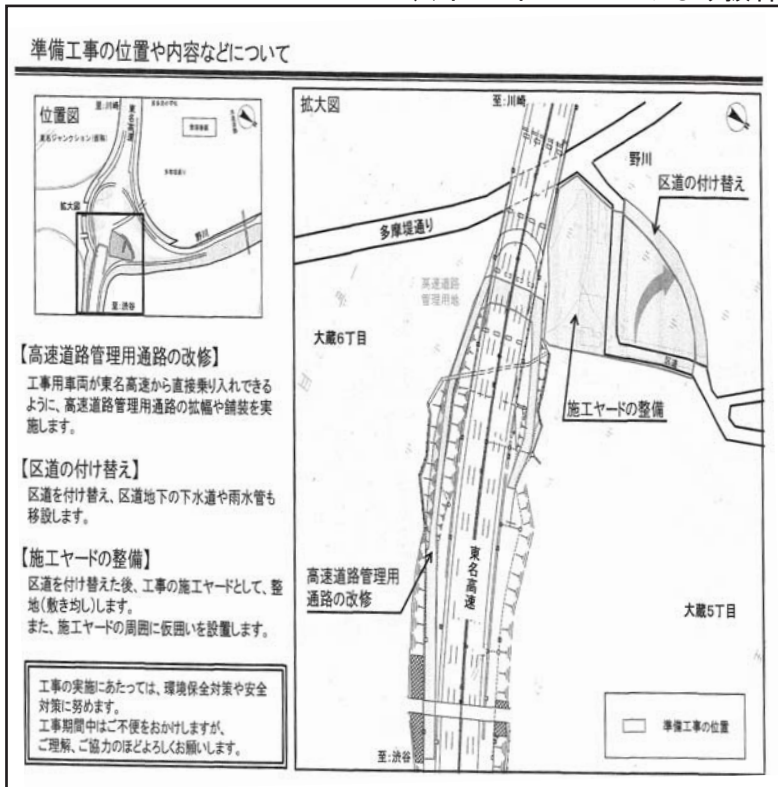 準備工事の位置や内容などについて
位置図
至:川崎
東名高速
東名ジャンクション(仮称)
多摩堤通り
拡大図
野川
至:渋谷
【高速道路管理用通路の改修】
工事用車両が東名高速から直接乗り入れできる
ように、高速道路管理用通路の拡幅や舗装を実
施します。
【区道の付け替え】
区道を付け替え、区道地下の下水道や雨水管も
移設します。
【施工ヤードの整備】
区道を付け替えた後、工事の施工ヤードとして、整
地(敷き均し)します。
また、施工ヤードの周囲に仮囲いを設置します。
工事の実施にあたっては、環境保全対策や安全
対策に努めます。
工事期間中はご不便をおかけしますが、
ご理解、ご協力のほどよろしくお願いします。
拡大図
至:川崎
野川
区道の付け替え
多摩堤通り
高速道路
管理用地
大蔵6丁目
区道
施工ヤードの整備
東名高速
高速道路管理用
通路の改修
大蔵5丁目
準備工事の位置
至:渋谷